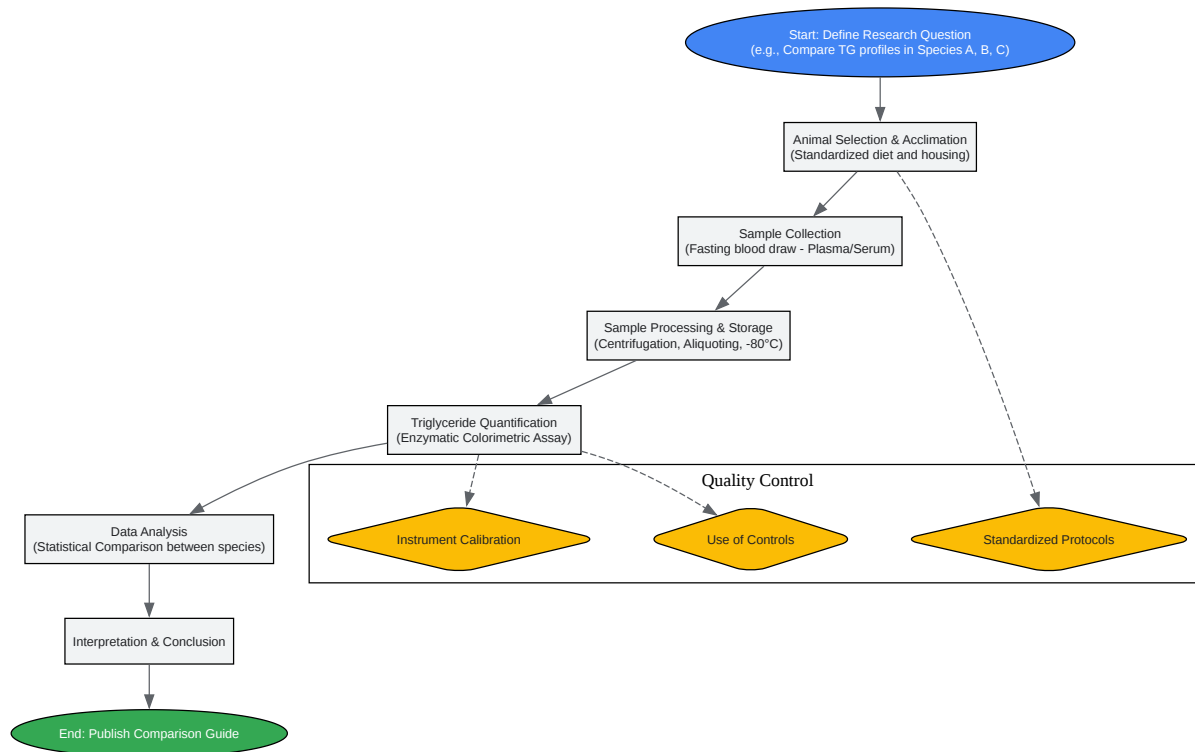 Start: Define Research Question
(e.g., Compare TG profiles in Species A, B, C)
Animal Selection & Acclimation
(Standardized diet and housing)
Sample Collection
(Fasting blood draw - Plasma/Serum)
Sample Processing & Storage
(Centrifugation, Aliquoting, -80°C)
Triglyceride Quantification
(Enzymatic Colorimetric Assay)
Quality Control
Instrument Calibration
Use of Controls
Standardized Protocols
Data Analysis
(Statistical Comparison between species)
Interpretation & Conclusion
End: Publish Comparison Guide